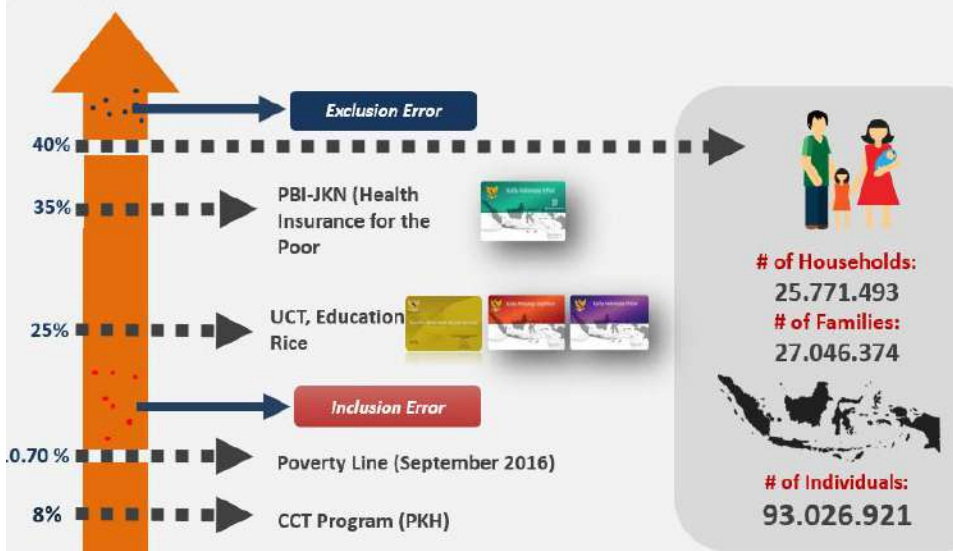 Exclusion Error
40%
35%
PBI-JKN (Health
Insurance for the
Poor
# of Households:
25.771.493
# of Families:
27.046.374
25%
UCT, Education
Rice
Inclusion Error
.0.70 %
Poverty Line (September 2016)
# of Individuals:
93.026.921
8%
CCT Program (PKH)